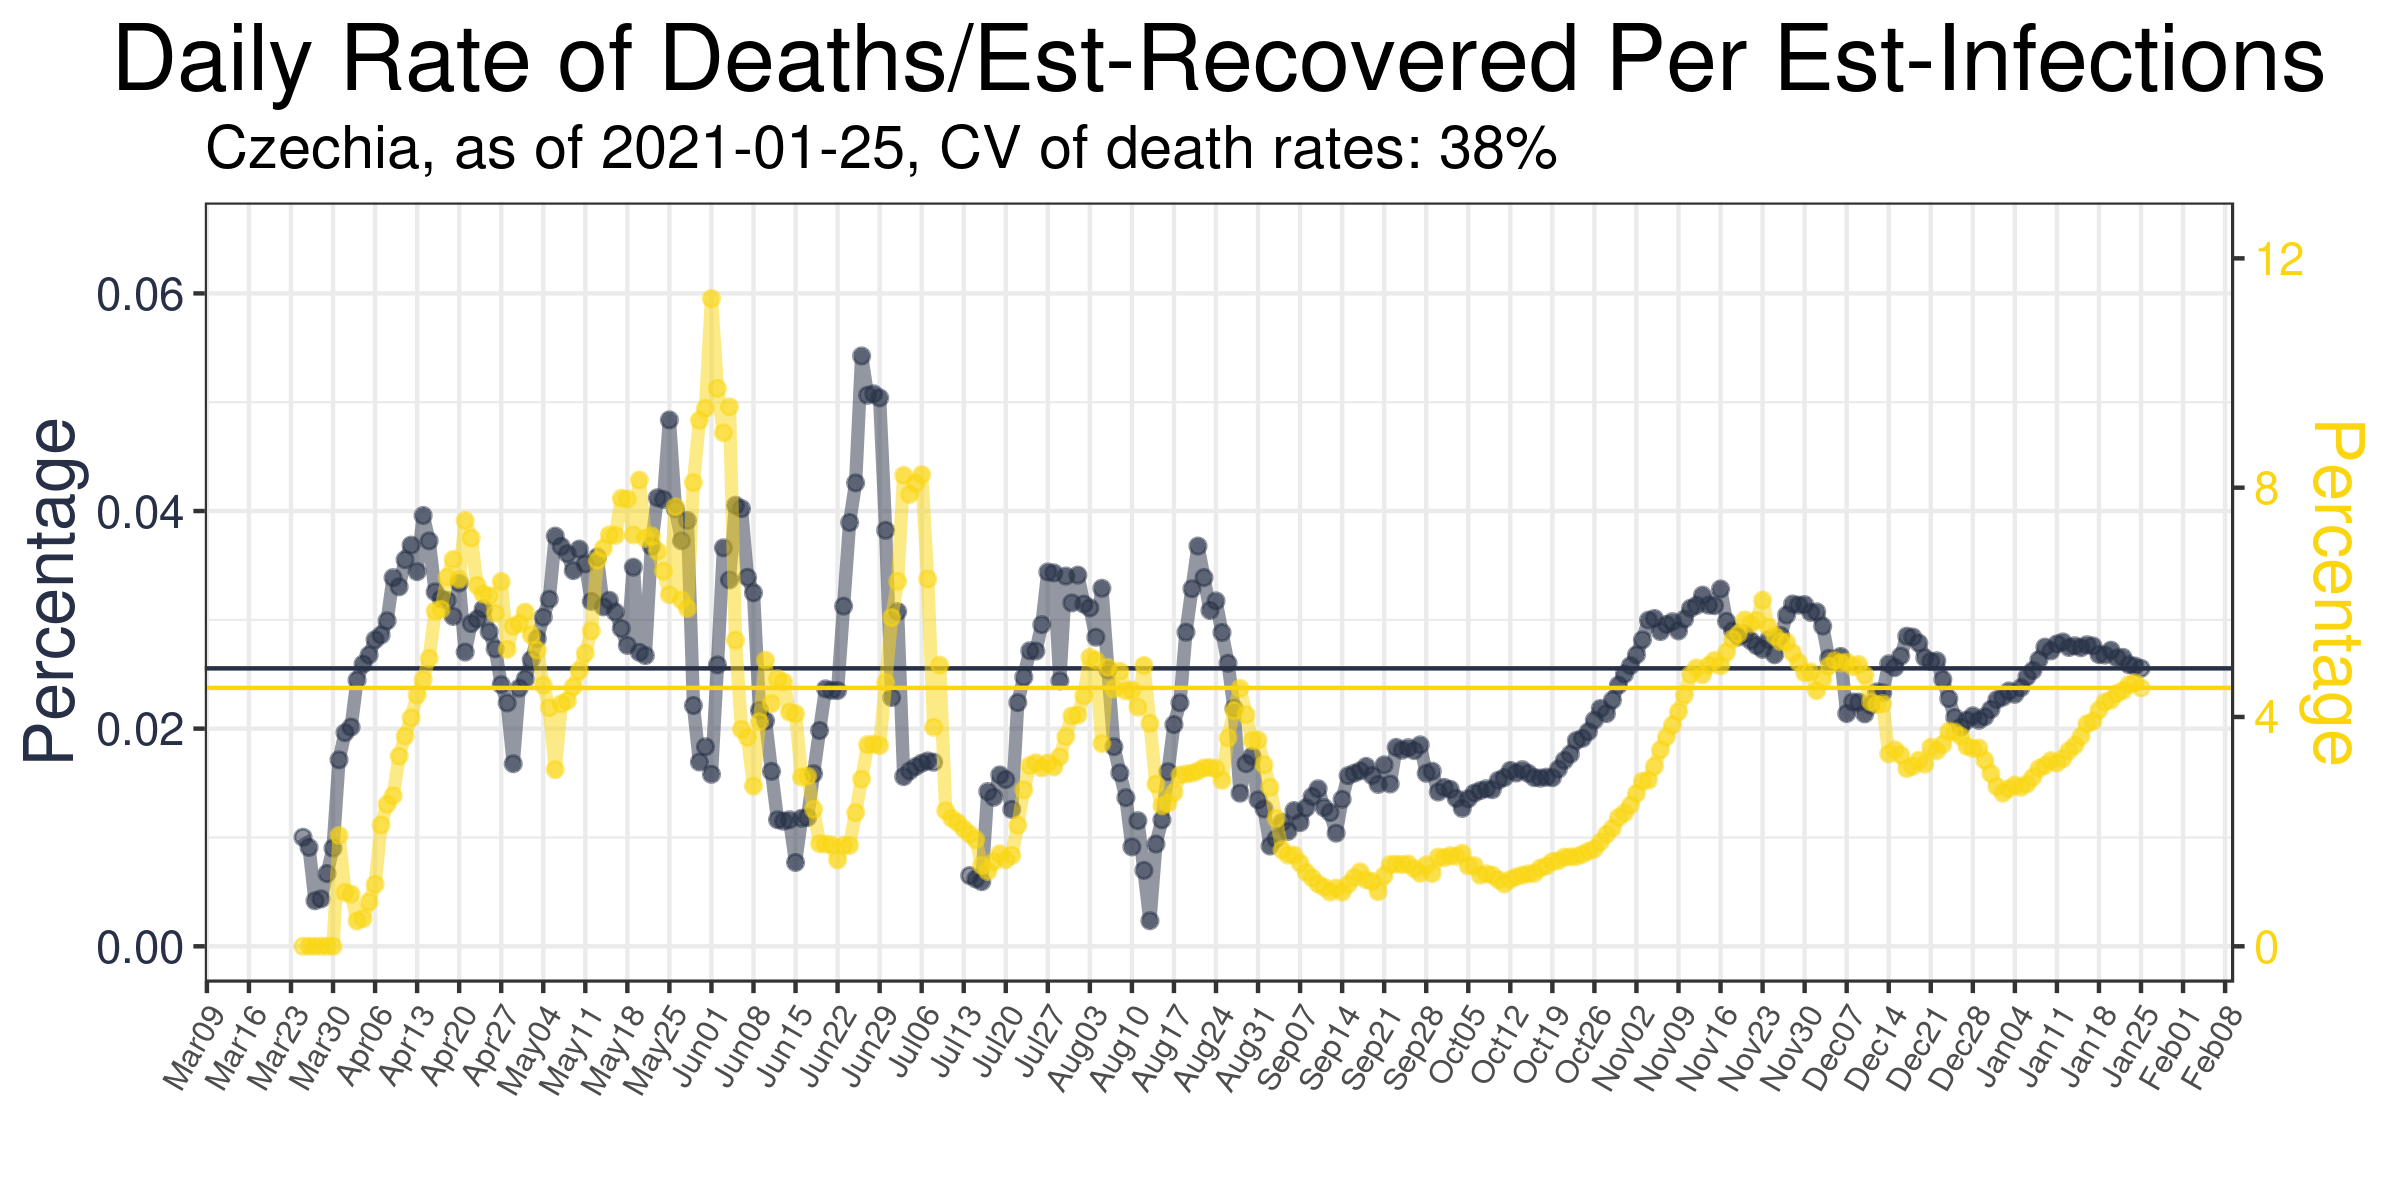 Daily Rate of Deaths/Est-Recovered Per Est-Infections
Czechia, as of 2021-01-25, CV of death rates: 38%
Percentage
0.06
0.04
0.02
0.00
12
8
4
0
Percentage
Mar09
Mar16
Mar23
Mar30
Apr06
Apr13
Apr20
Apr27
May04
May11
May18
May25
Jun01
Jun08
Jun15
Jun22
Jun29
Jul06
Jul13
Jul20
Jul27
Aug03
Aug10
Aug17
Aug24
Aug31
Sep07
Sep14
Sep21
Sep28
Oct05
Oct12
Oct19
Oct26
Nov02
Nov09
Nov16
Nov23
Nov30
Dec07
Dec14
Dec21
Dec28
Jan04
Jan11
Jan18
Jan25
Feb01
Feb08